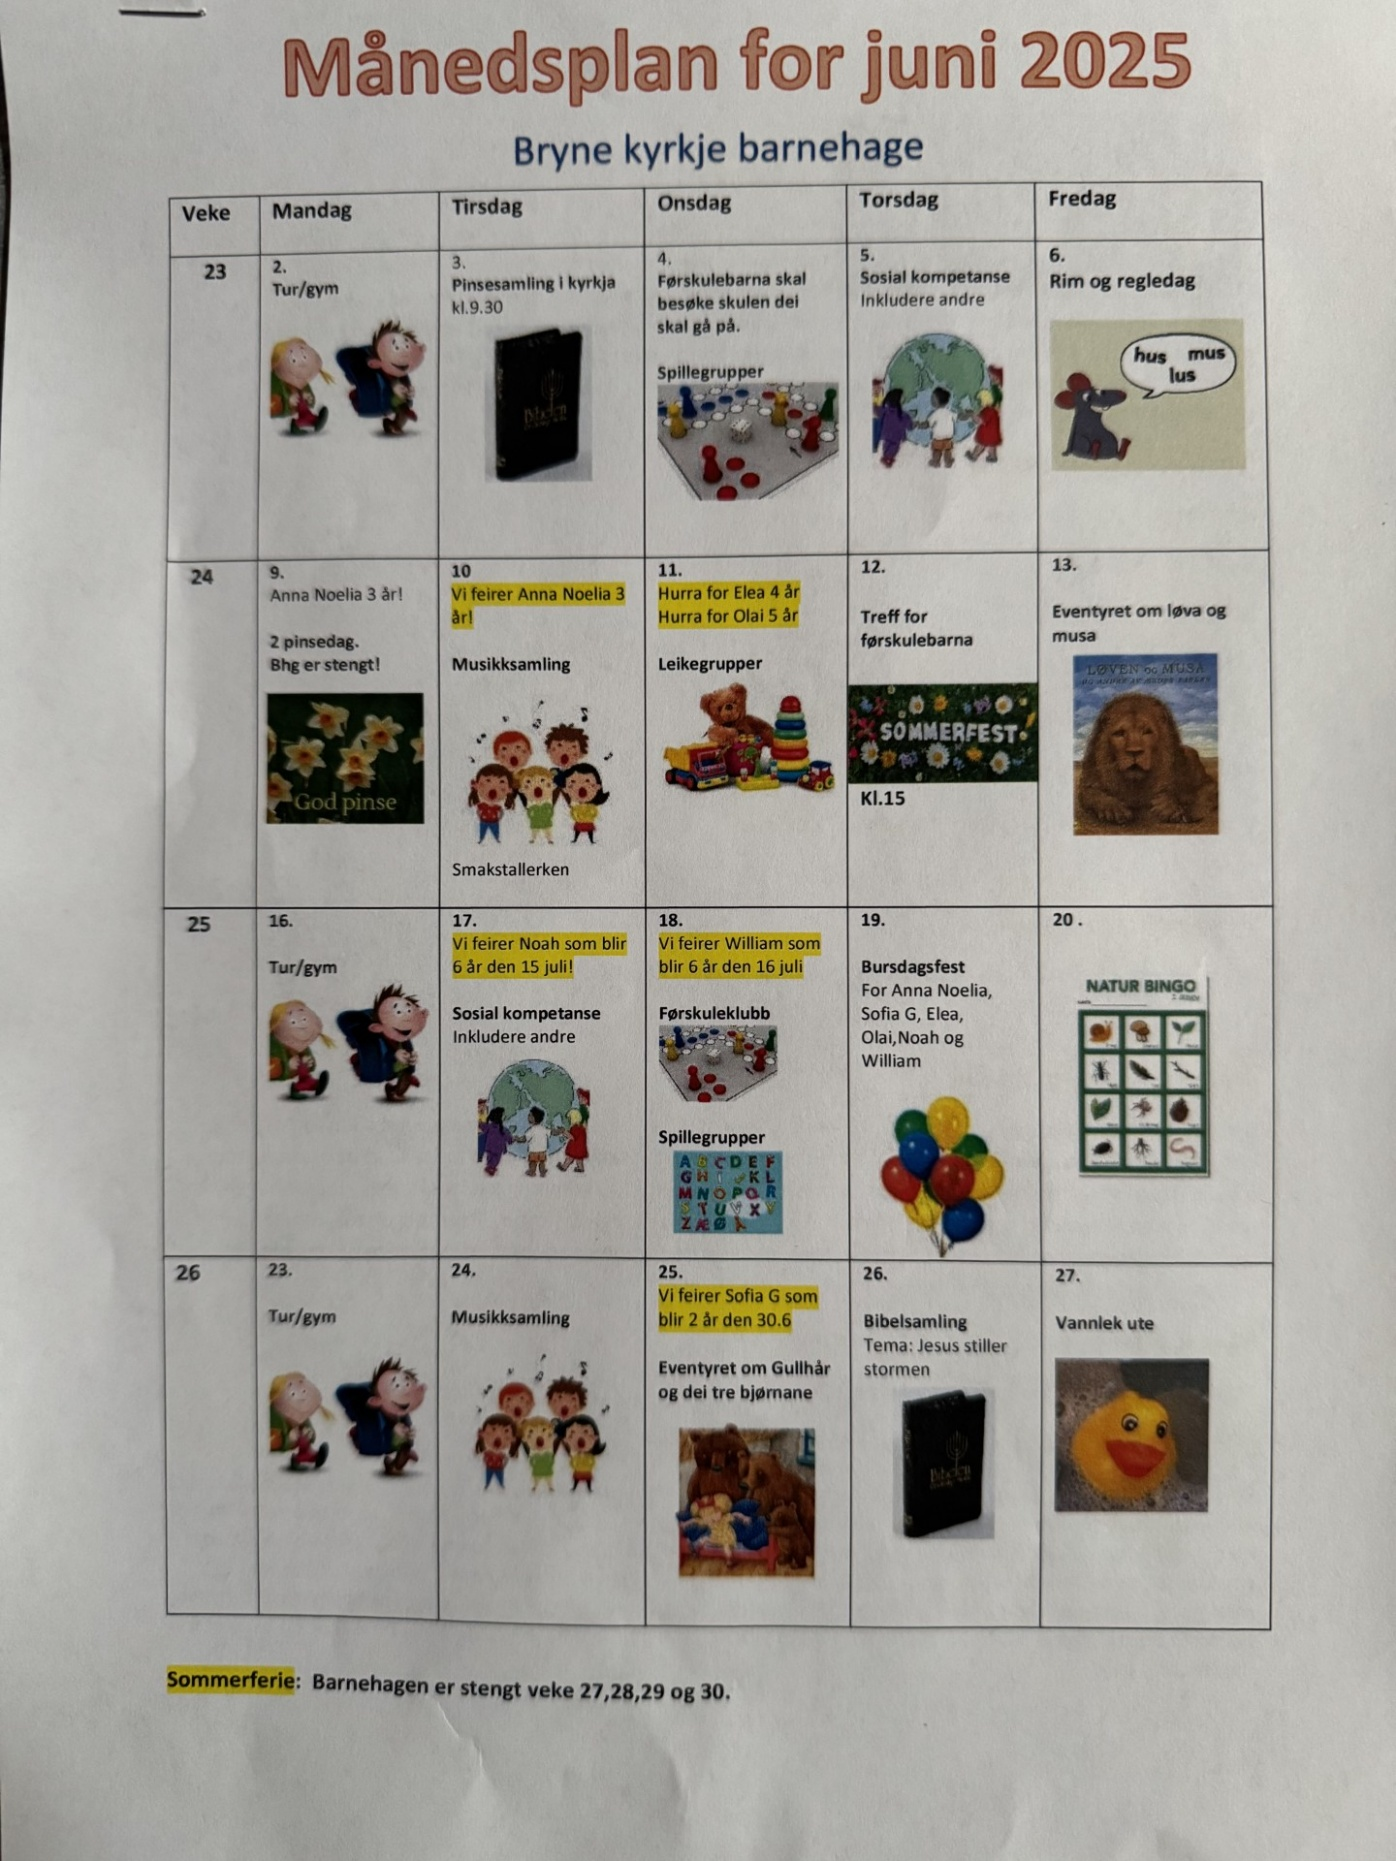 Månedsplan for juni 2025
Bryne kyrkje barnehage
Veke
Mandag
Tirsdag
Onsdag
Torsdag
Fredag
23
2.
Tur/gym
3.
Pinsesamling i kyrkja
kl.9.30
Bibelen
4.
Førskulebarna skal
besøke skulen dei
skal gå på.
Spillegrupper
5.
Sosial kompetanse
Inkludere andre
6.
Rim og regledag
hus mus
lus
24
9.
Anna Noelia 3 år!
2 pinsedag.
Bhg er stengt!
God pinse
10
Vi feirer Anna Noelia 3
år!
Musikksamling
Smakstallerken
11.
Hurra for Elea 4 år
Hurra for Olai 5 år
Leikegrupper
12.
Treff for
førskulebarna
SOMMERFEST
Kl.15
13.
Eventyret om løva og
musa
LØVEN OG MUSA
25
16.
Tur/gym
17.
Vi feirer Noah som blir
6 år den 15 juli!
Sosial kompetanse
Inkludere andre
18.
Vi feirer William som
blir 6 år den 16 juli
Førskuleklubb
Spillegrupper
A B C D E F
G H I K L
M N O P Q R
S T U V X Y
Z Æ Ø Å
19.
Bursdagsfest
For Anna Noelia,
Sofia G, Elea,
Olai,Noah og
William
20 .
NATUR BINGO
26
23.
Tur/gym
24.
Musikksamling
25.
Vi feirer Sofia G som
blir 2 år den 30.6
Eventyret om Gullhår
og dei tre bjørnane
26.
Bibelsamling
Tema: Jesus stiller
stormen
Bibelen
27.
Vannlek ute
Sommerferie: Barnehagen er stengt veke 27,28,29 og 30.